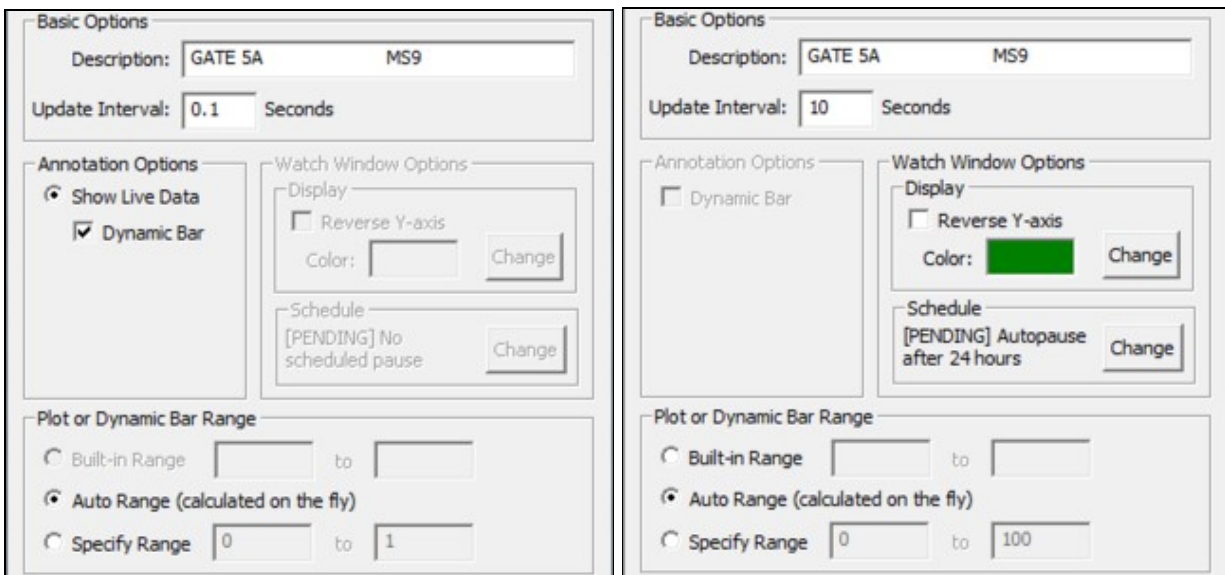 Basic Options
Description: GATE 5A MS9
Update Interval: 0.1 Seconds
Annotation Options
Show Live Data
Dynamic Bar
Watch Window Options
Display
Reverse Y-axis
Color: Change
Schedule
[PENDING] No
scheduled pause
Change
Plot or Dynamic Bar Range
Built-in Range to
Auto Range (calculated on the fly)
Specify Range 0 to 1
Basic Options
Description: GATE 5A MS9
Update Interval: 10 Seconds
Annotation Options
Dynamic Bar
Watch Window Options
Display
Reverse Y-axis
Color: Change
Schedule
[PENDING] Autopause
after 24 hours
Change
Plot or Dynamic Bar Range
Built-in Range to
Auto Range (calculated on the fly)
Specify Range 0 to 100